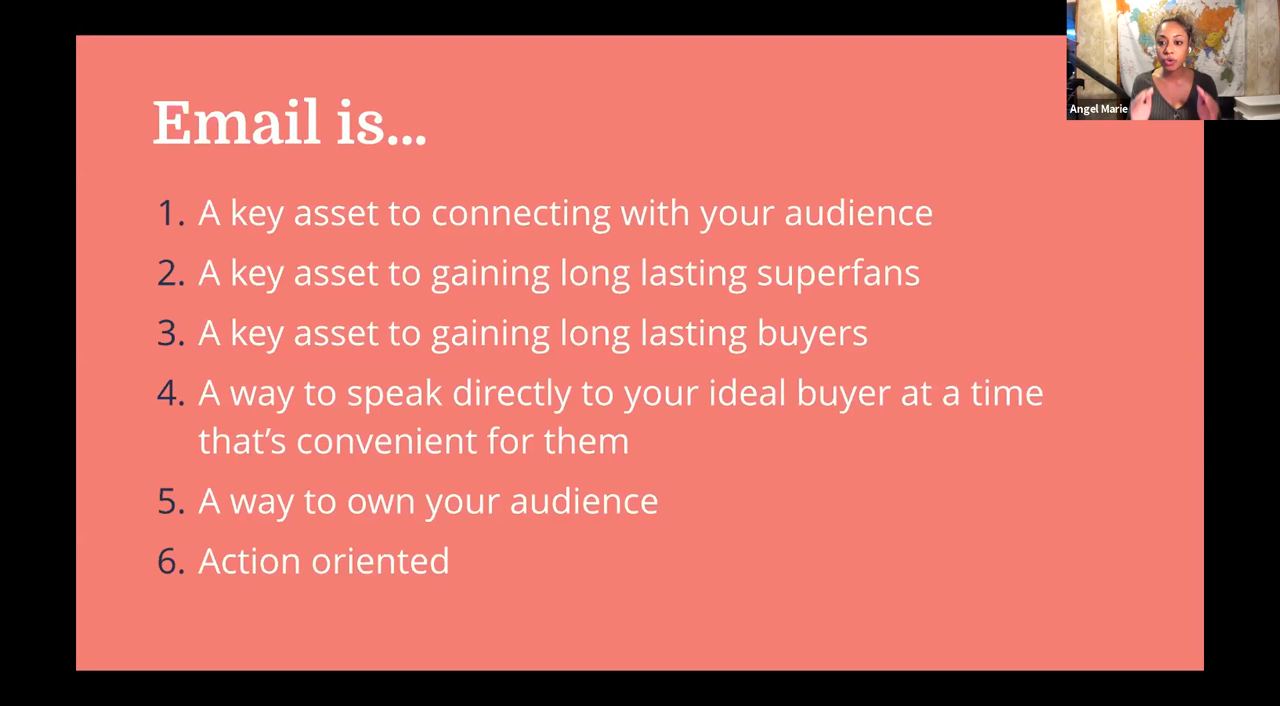 Angel Marie
Email is...
1. A key asset to connecting with your audience
2. A key asset to gaining long lasting superfans
3. A key asset to gaining long lasting buyers
4. A way to speak directly to your ideal buyer at a time
that’s convenient for them
5. A way to own your audience
6. Action oriented